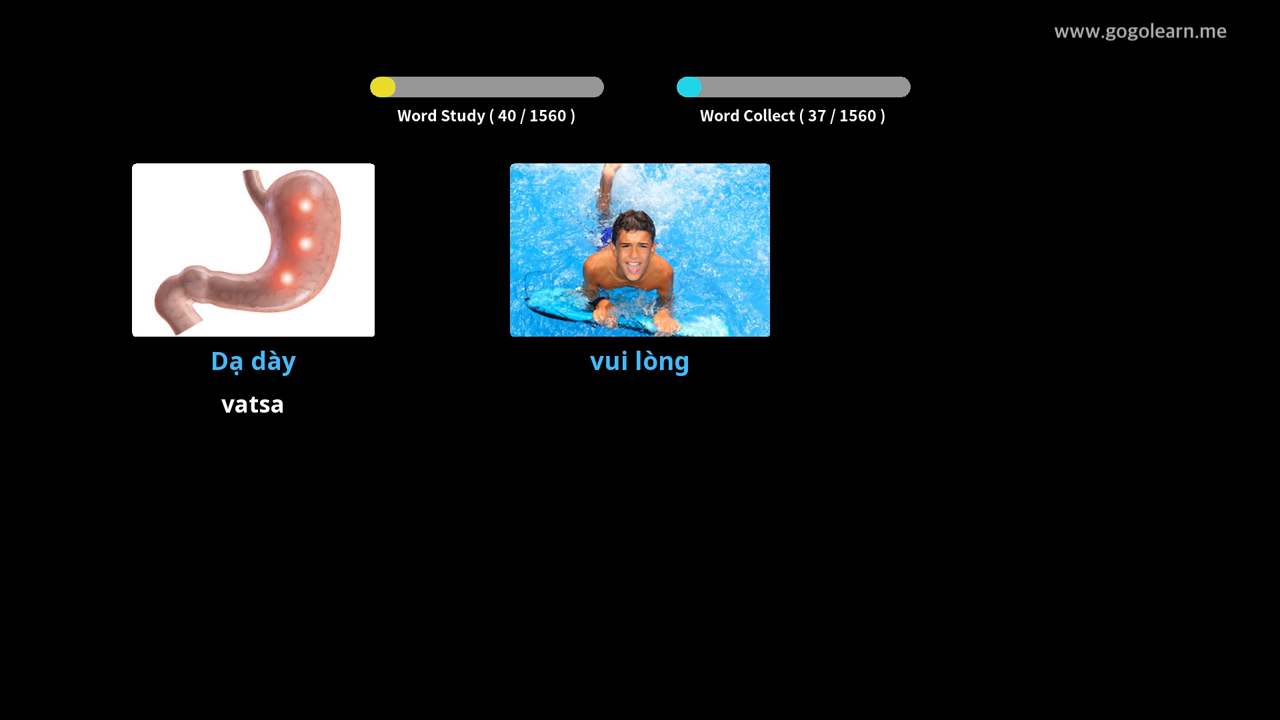 www.gogolearn.me
Word Study ( 40 / 1560 )
Word Collect ( 37 / 1560 )
Dạ dày
vui lòng
vatsa